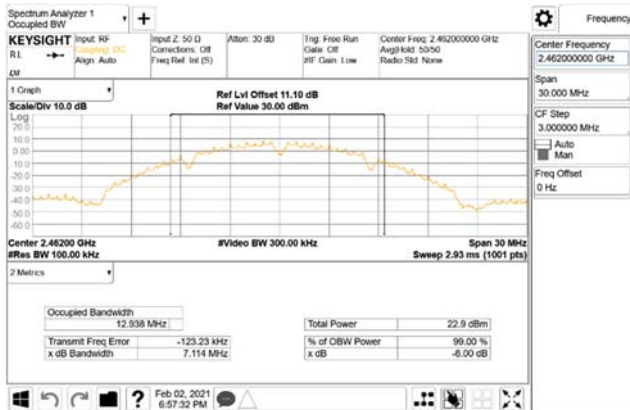 Spectrum Analyzer 1
Occupied BW
+
Frequency
KEYSIGHT
Input: RF
Input Z: 50 Ω
Atten: 30 dB
Trig: Free Run
Center Freq: 2.462000000 GHz
RL
Coupling: DC
Corrections: Off
Gate: Off
Avg|Hold: 50/50
Align: Auto
Freq Ref: Int (S)
#IF Gain: Low
Radio Std: None
Center Frequency
2.462000000 GHz
Span
30.000 MHz
CF Step
3.000000 MHz
Auto
Man
Freq Offset
0 Hz
1 Graph
Ref Lvl Offset 11.10 dB
Scale/Div 10.0 dB
Ref Value 30.00 dBm
Log
20.0
10.0
0.00
-10.0
-20.0
-30.0
-40.0
-50.0
-60.0
Center 2.46200 GHz
#Video BW 300.00 kHz
Span 30 MHz
#Res BW 100.00 kHz
Sweep 2.93 ms (1001 pts)
2 Metrics
Occupied Bandwidth
12.938 MHz
Total Power
22.9 dBm
Transmit Freq Error
-123.23 kHz
% of OBW Power
99.00 %
x dB Bandwidth
7.114 MHz
x dB
-6.00 dB
?
Feb 02, 2021
6:57:32 PM